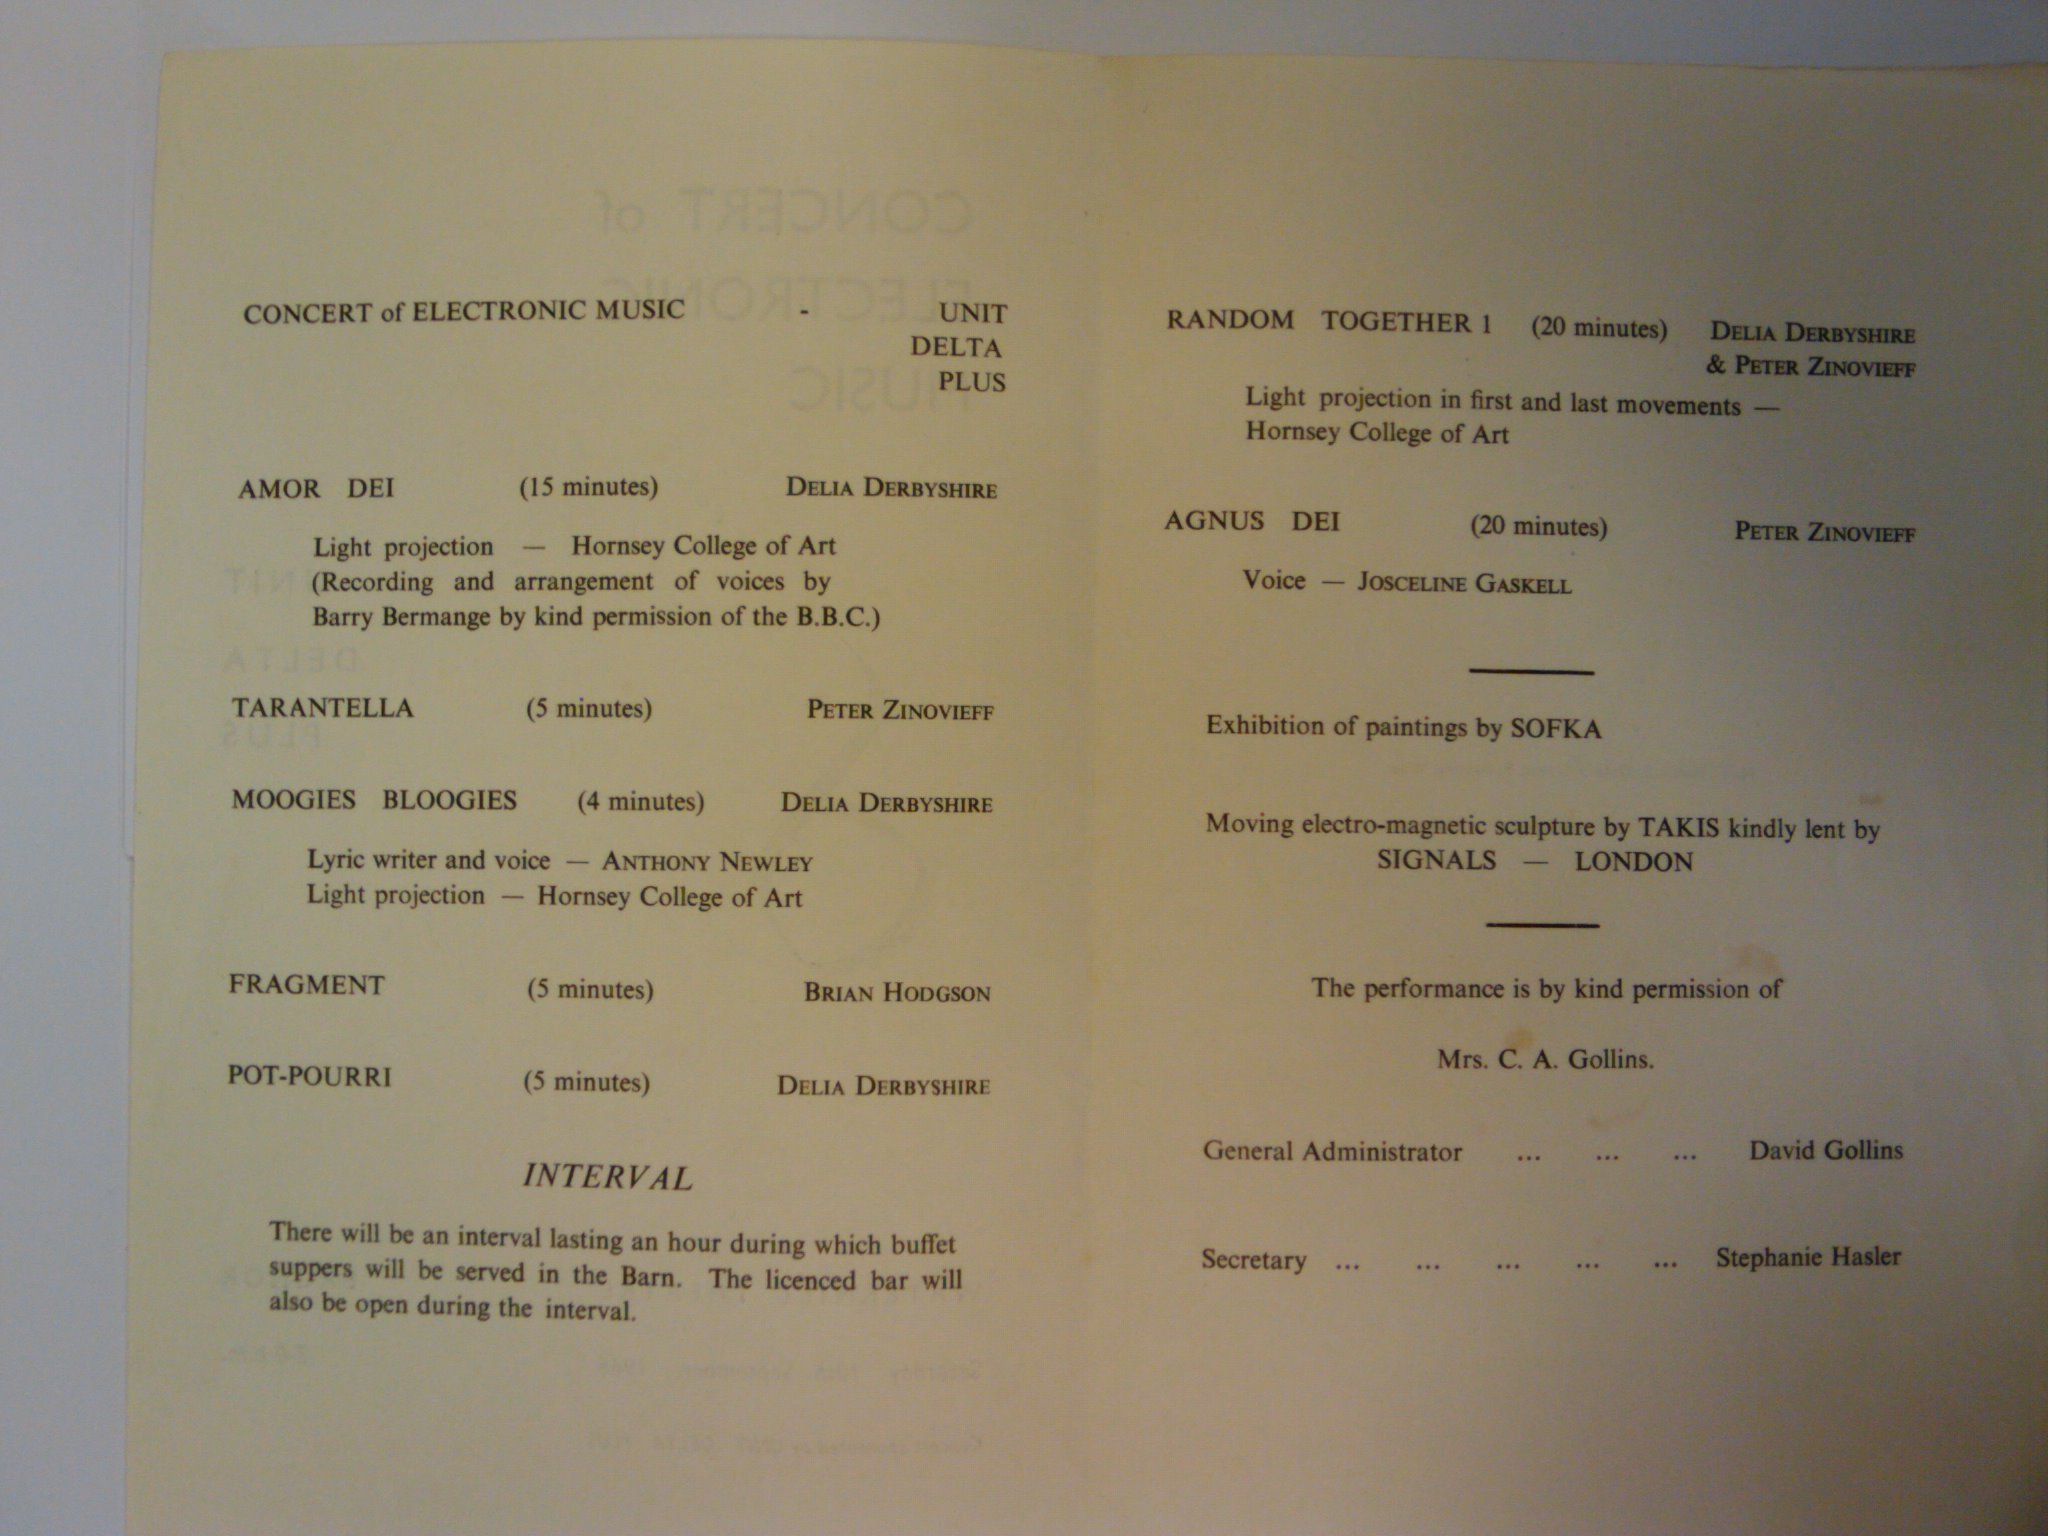 CONCERT of ELECTRONIC MUSIC - UNIT
DELTA
PLUS
AMOR DEI (15 minutes) DELIA DERBYSHIRE
Light projection — Hornsey College of Art
(Recording and arrangement of voices by
Barry Bermange by kind permission of the B.B.C.)
TARANTELLA (5 minutes) PETER ZINOVIEFF
MOOGIES BLOOGIES (4 minutes) DELIA DERBYSHIRE
Lyric writer and voice — ANTHONY NEWLEY
Light projection — Hornsey College of Art
FRAGMENT (5 minutes) BRIAN HODGSON
POT-POURRI (5 minutes) DELIA DERBYSHIRE
INTERVAL
There will be an interval lasting an hour during which buffet
suppers will be served in the Barn. The licenced bar will
also be open during the interval.
RANDOM TOGETHER 1 (20 minutes) DELIA DERBYSHIRE
& PETER ZINOVIEFF
Light projection in first and last movements —
Hornsey College of Art
AGNUS DEI (20 minutes) PETER ZINOVIEFF
Voice — JOSCELINE GASKELL
Exhibition of paintings by SOFKA
Moving electro-magnetic sculpture by TAKIS kindly lent by
SIGNALS — LONDON
The performance is by kind permission of
Mrs. C. A. Gollins.
General Administrator ... ... ... David Gollins
Secretary ... ... ... ... ... Stephanie Hasler